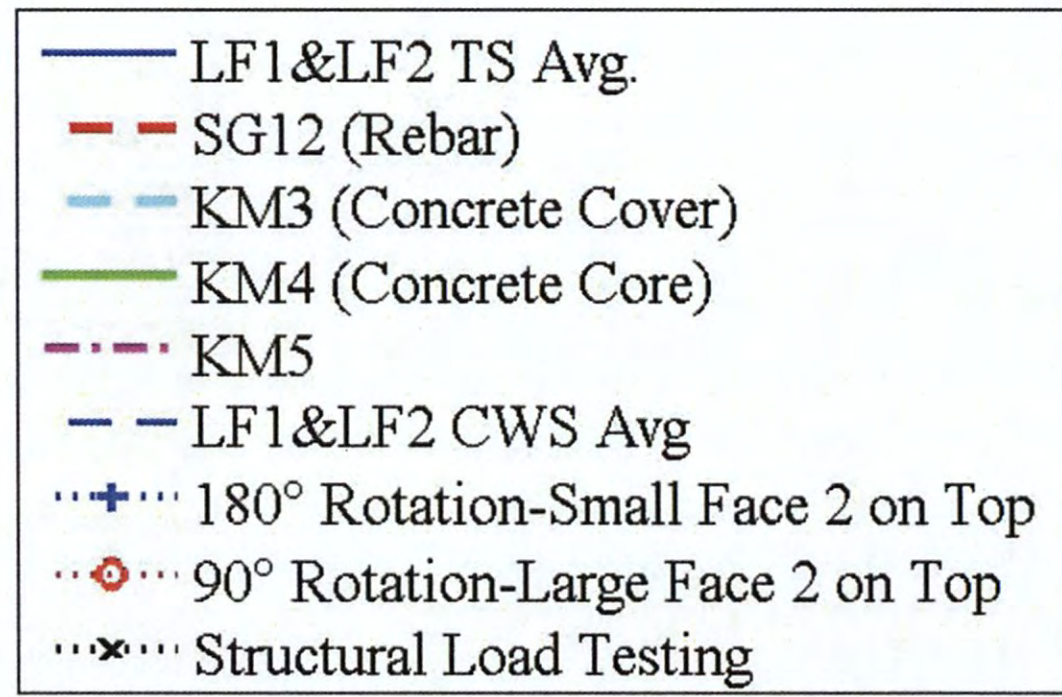 LF1&LF2 TS Avg.
SG12 (Rebar)
KM3 (Concrete Cover)
KM4 (Concrete Core)
KM5
LF1&LF2 CWS Avg
180° Rotation-Small Face 2 on Top
90° Rotation-Large Face 2 on Top
Structural Load Testing